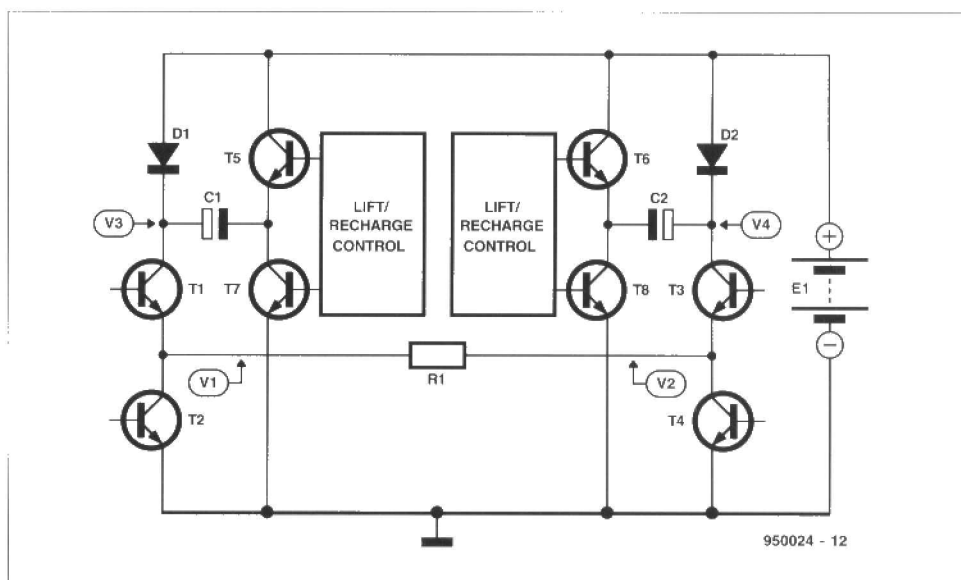 D1
T5
T6
D2
C1
C2
LIFT/
RECHARGE
CONTROL
LIFT/
RECHARGE
CONTROL
V3
V4
+
T1
T7
T8
T3
E1
−
V1
R1
V2
T2
T4
950024 - 12